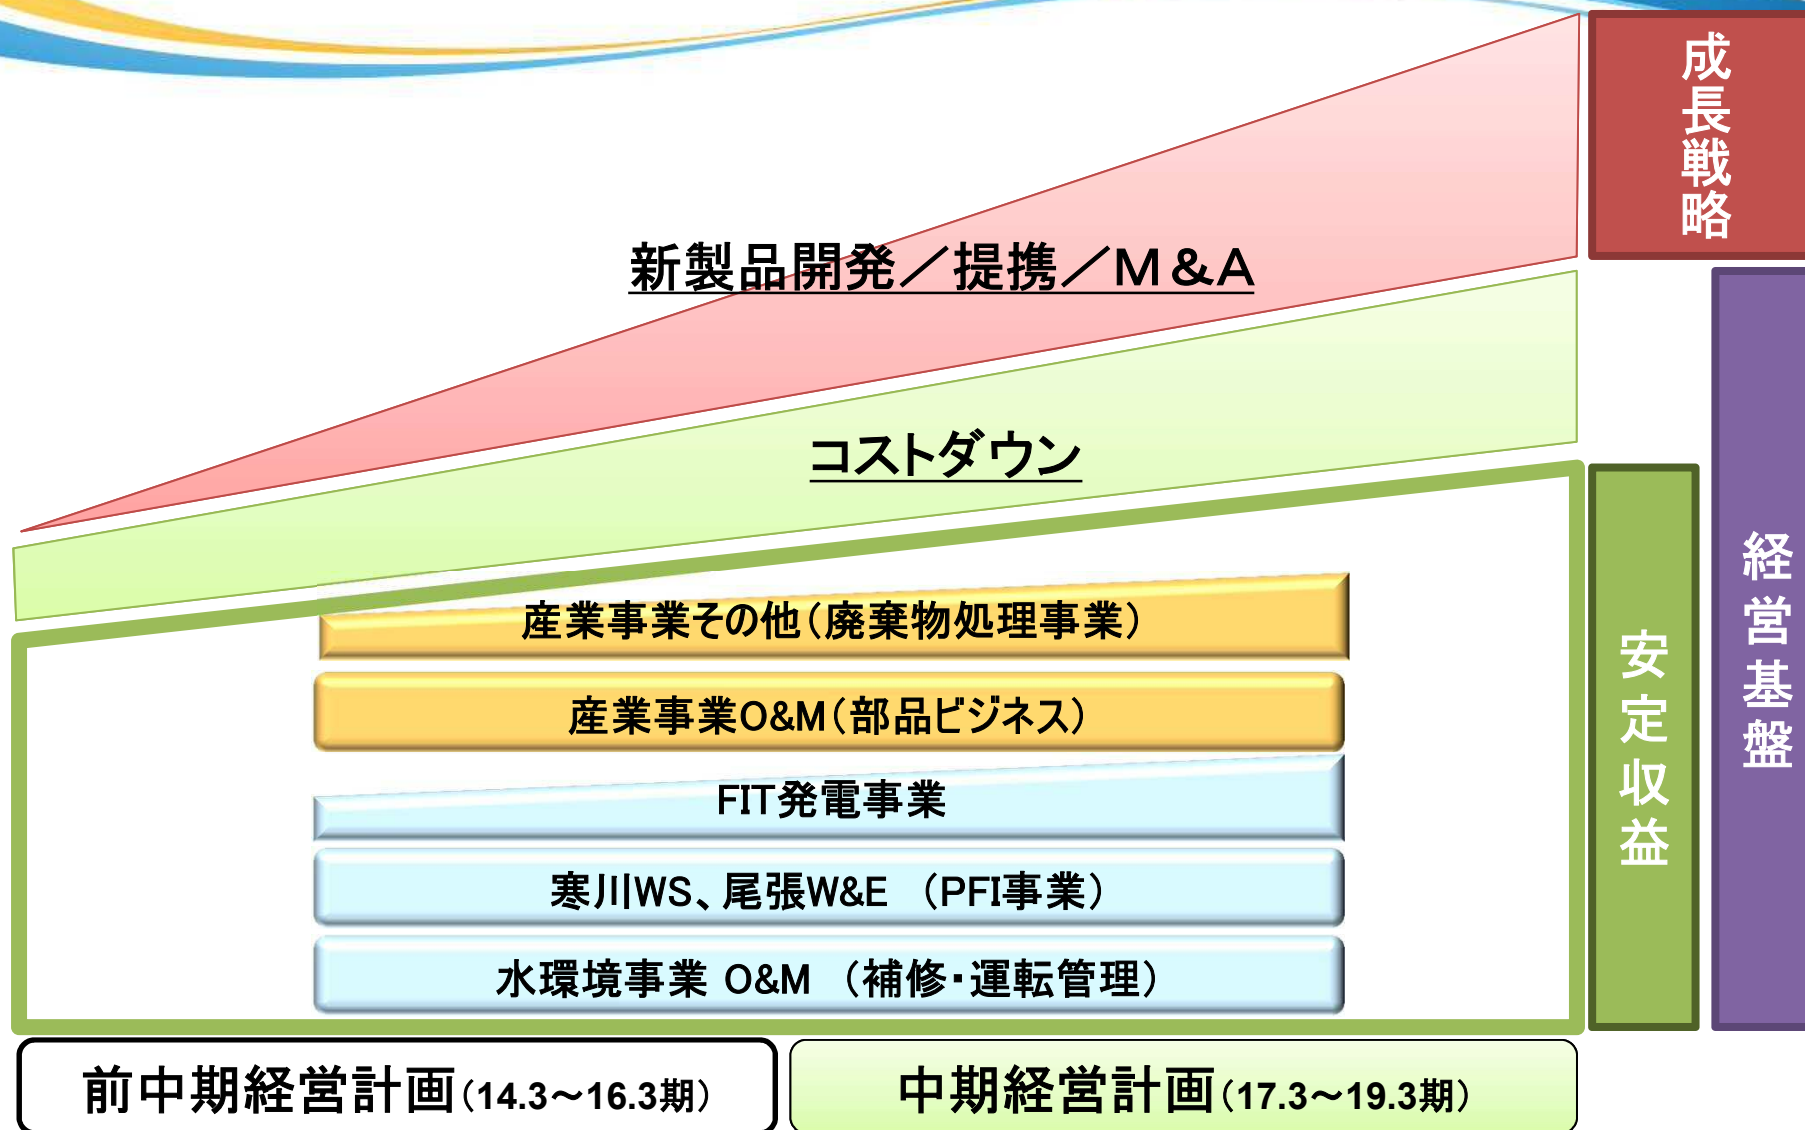 成長戦略
新製品開発／提携／Ｍ＆Ａ
コストダウン
経営基盤
安定収益
産業事業その他（廃棄物処理事業）
産業事業O&M（部品ビジネス）
FIT発電事業
寒川WS、尾張W&E （PFI事業）
水環境事業 O&M （補修・運転管理）
前中期経営計画（14.3～16.3期）
中期経営計画（17.3～19.3期）